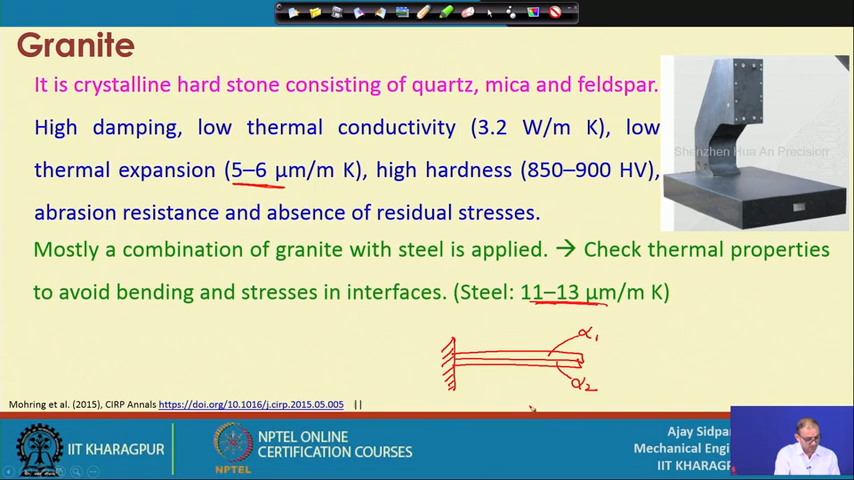 Granite
It is crystalline hard stone consisting of quartz, mica and feldspar.
High damping, low thermal conductivity (3.2 W/m K), low
thermal expansion (5–6 µm/m K), high hardness (850–900 HV),
abrasion resistance and absence of residual stresses.
Shenzhen Hua An Precision
Mostly a combination of granite with steel is applied. → Check thermal properties
to avoid bending and stresses in interfaces. (Steel: 11–13 µm/m K)
α1
α2
Mohring et al. (2015), CIRP Annals https://doi.org/10.1016/j.cirp.2015.05.005 ||
IIT KHARAGPUR
NPTEL
NPTEL ONLINE
CERTIFICATION COURSES
Ajay
Mechanical
IIT KHARAGPUR